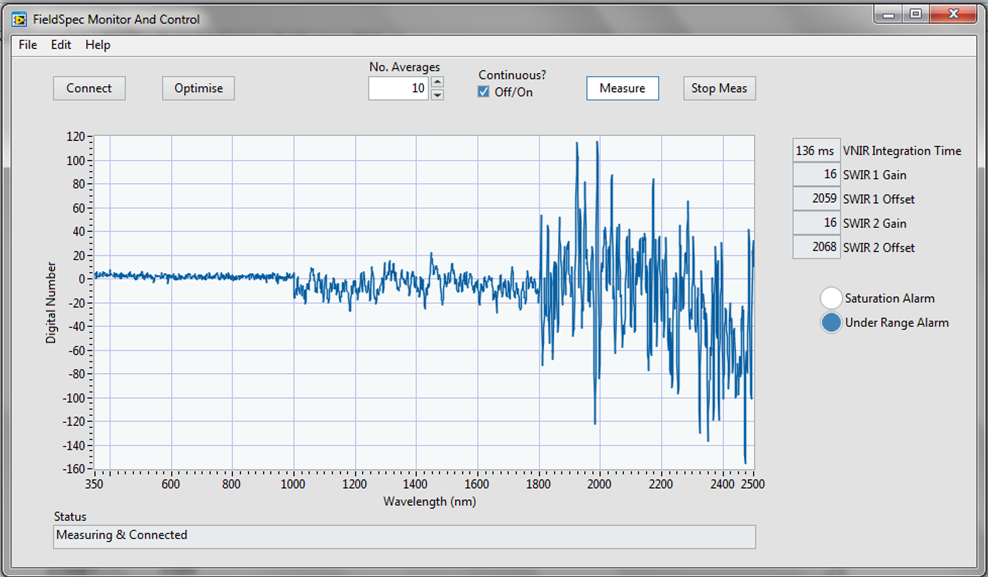 FieldSpec Monitor And Control
File Edit Help
Connect
Optimise
No. Averages
10
Continuous?
Off/On
Measure
Stop Meas
136 ms VNIR Integration Time
16 SWIR 1 Gain
2059 SWIR 1 Offset
16 SWIR 2 Gain
2068 SWIR 2 Offset
Saturation Alarm
Under Range Alarm
Digital Number
120
100
80
60
40
20
0
-20
-40
-60
-80
-100
-120
-140
-160
350 600 800 1000 1200 1400 1600 1800 2000 2200 2400 2500
Wavelength (nm)
Status
Measuring & Connected